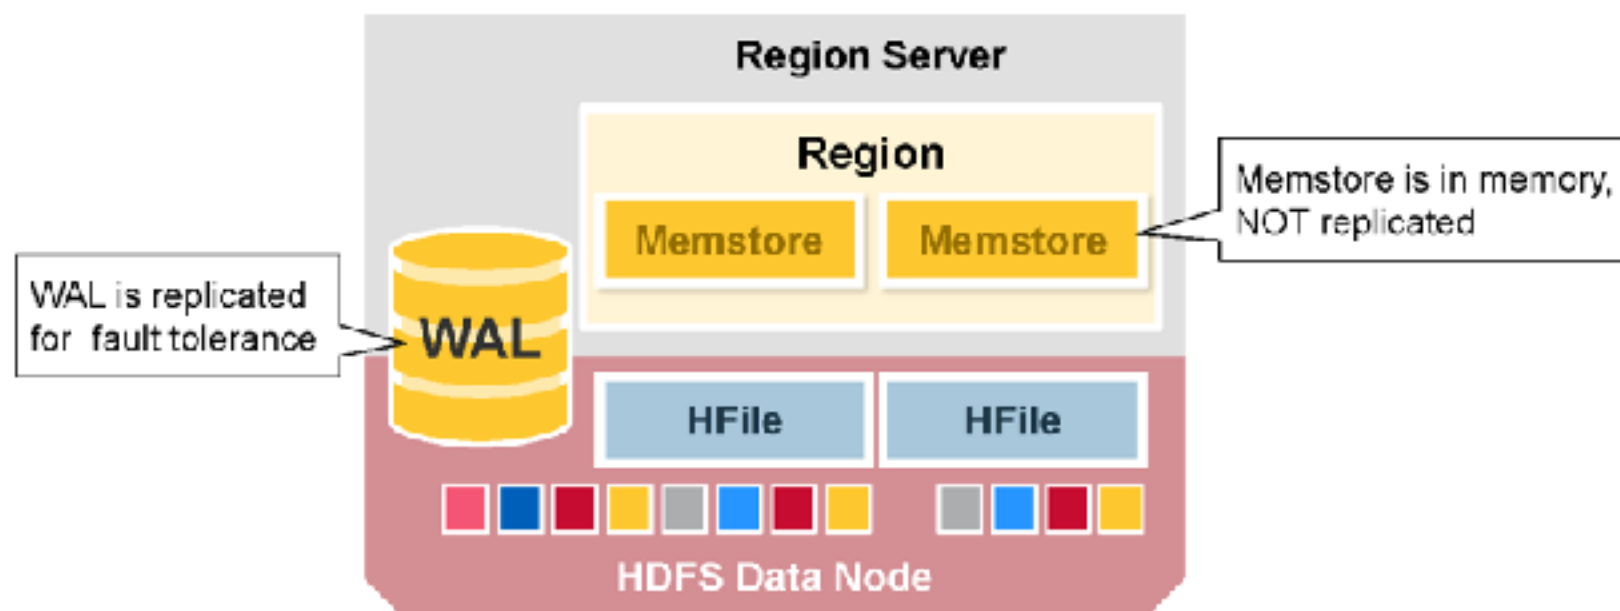 Region Server
Region
Memstore is in memory,
NOT replicated
Memstore
Memstore
WAL is replicated
for fault tolerance
WAL
HFile
HFile
HDFS Data Node